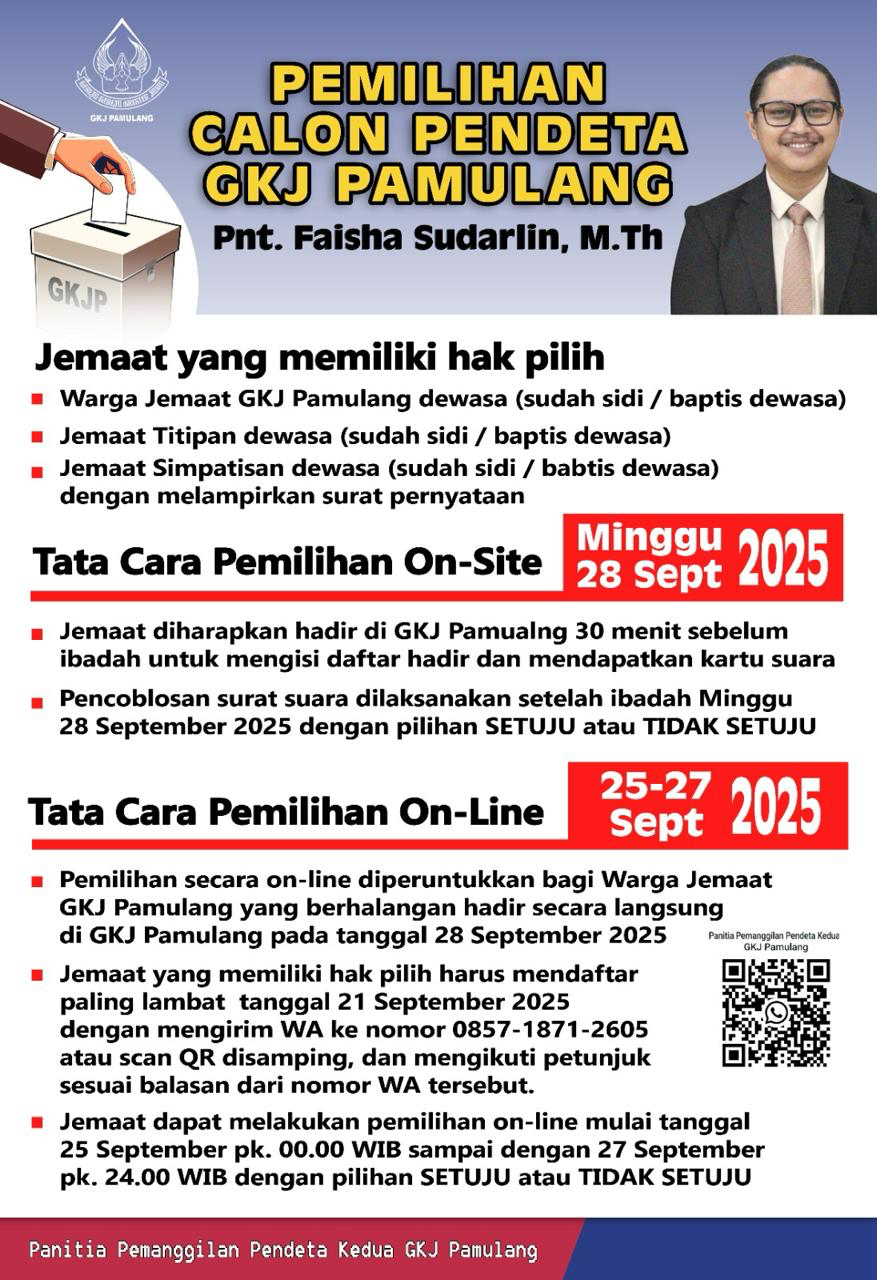 GKJ PAMULANG
PEMILIHAN
CALON PENDETA
GKJ PAMULANG
Pnt. Faisha Sudarlin, M.Th
GKJP
Jemaat yang memiliki hak pilih
Warga Jemaat GKJ Pamulang dewasa (sudah sidi / baptis dewasa)
Jemaat Titipan dewasa (sudah sidi / baptis dewasa)
Jemaat Simpatisan dewasa (sudah sidi / babtis dewasa)
dengan melampirkan surat pernyataan
Tata Cara Pemilihan On-Site
Minggu
28 Sept 2025
Jemaat diharapkan hadir di GKJ Pamualng 30 menit sebelum
ibadah untuk mengisi daftar hadir dan mendapatkan kartu suara
Pencoblosan surat suara dilaksanakan setelah ibadah Minggu
28 September 2025 dengan pilihan SETUJU atau TIDAK SETUJU
Tata Cara Pemilihan On-Line
25-27
Sept 2025
Pemilihan secara on-line diperuntukkan bagi Warga Jemaat
GKJ Pamulang yang berhalangan hadir secara langsung
di GKJ Pamulang pada tanggal 28 September 2025
Panitia Pemanggilan Pendeta Kedua
GKJ Pamulang
Jemaat yang memiliki hak pilih harus mendaftar
paling lambat tanggal 21 September 2025
dengan mengirim WA ke nomor 0857-1871-2605
atau scan QR disamping, dan mengikuti petunjuk
sesuai balasan dari nomor WA tersebut.
Jemaat dapat melakukan pemilihan on-line mulai tanggal
25 September pk. 00.00 WIB sampai dengan 27 September
pk. 24.00 WIB dengan pilihan SETUJU atau TIDAK SETUJU
Panitia Pemanggilan Pendeta Kedua GKJ Pamulang